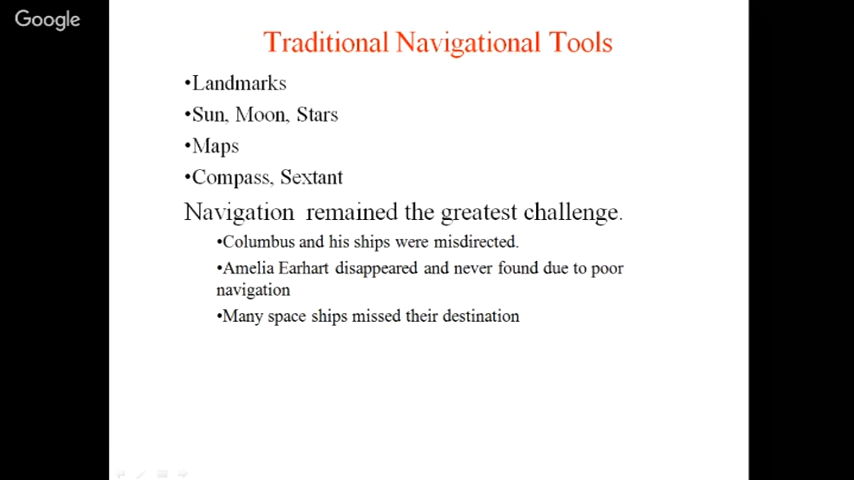 Google
Traditional Navigational Tools
•Landmarks
•Sun, Moon, Stars
•Maps
•Compass, Sextant
Navigation remained the greatest challenge.
•Columbus and his ships were misdirected.
•Amelia Earhart disappeared and never found due to poor
navigation
•Many space ships missed their destination